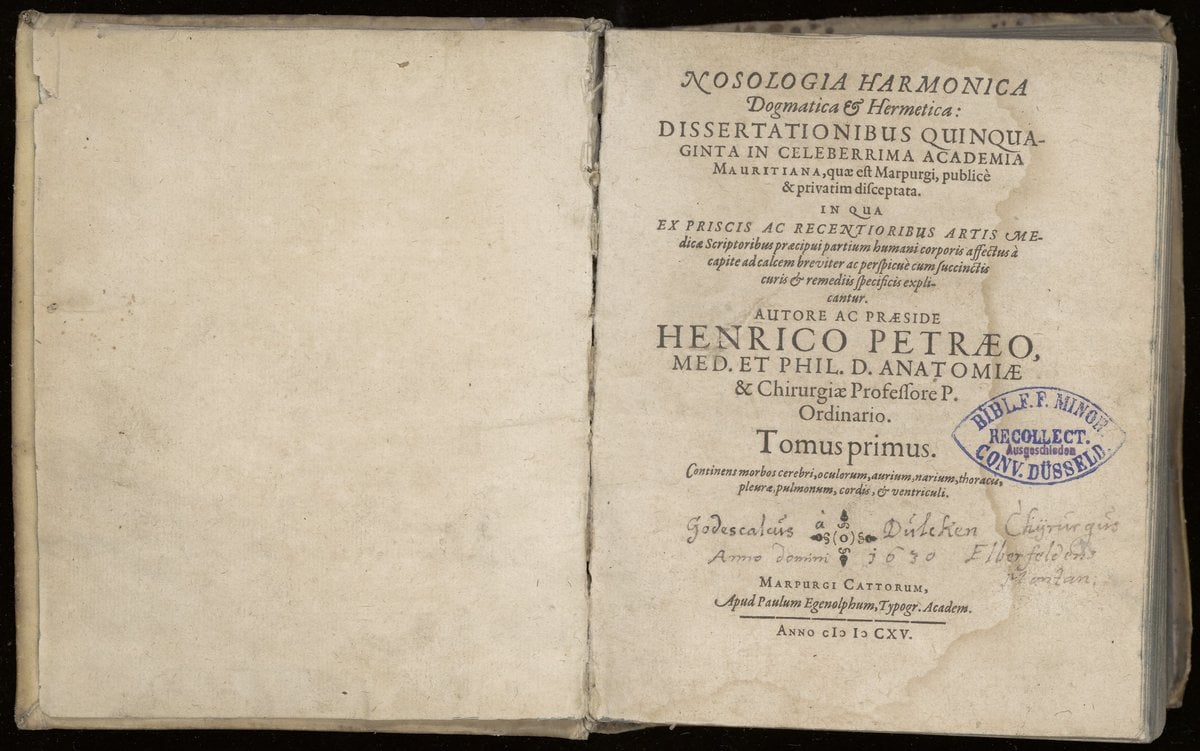 NOSOLOGIA HARMONICA
Dogmatica & Hermetica:
DISSERTATIONIBUS QUINQUA-
GINTA IN CELEBERRIMA ACADEMIA
MAURITIANA, quæ eſt Marpurgi, publicè
& privatim diſceptata.
IN QUA
EX PRISCIS AC RECENTIORIBUS ARTIS ME-
dicæ Scriptoribus præcipui partium humani corporis affectus à
capite ad calcem breviter ac perſpicuè cum ſuccinctis
curis & remediis ſpecificis expli-
cantur.
AUTORE AC PRÆSIDE
HENRICO PETRÆO,
MED. ET PHIL. D. ANATOMIÆ
& Chirurgiæ Profeſſore P.
Ordinario.
Tomus primus.
Continens morbos cerebri, oculorum, aurium, narium, thoracis,
pleuræ, pulmonum, cordis, & ventriculi.
BIBL. F. F. MINOR.
RECOLLECT.
Ausgeschieden
CONV. DÜSSELD.
Godescalcus à Dulcken Chÿrurgus
§(o)§
Anno domini 1630 Elberfeldens
Montan.
MARPURGI CATTORUM,
Apud Paulum Egenolphum, Typogr. Academ.
ANNO cIɔ Iɔ CXV.